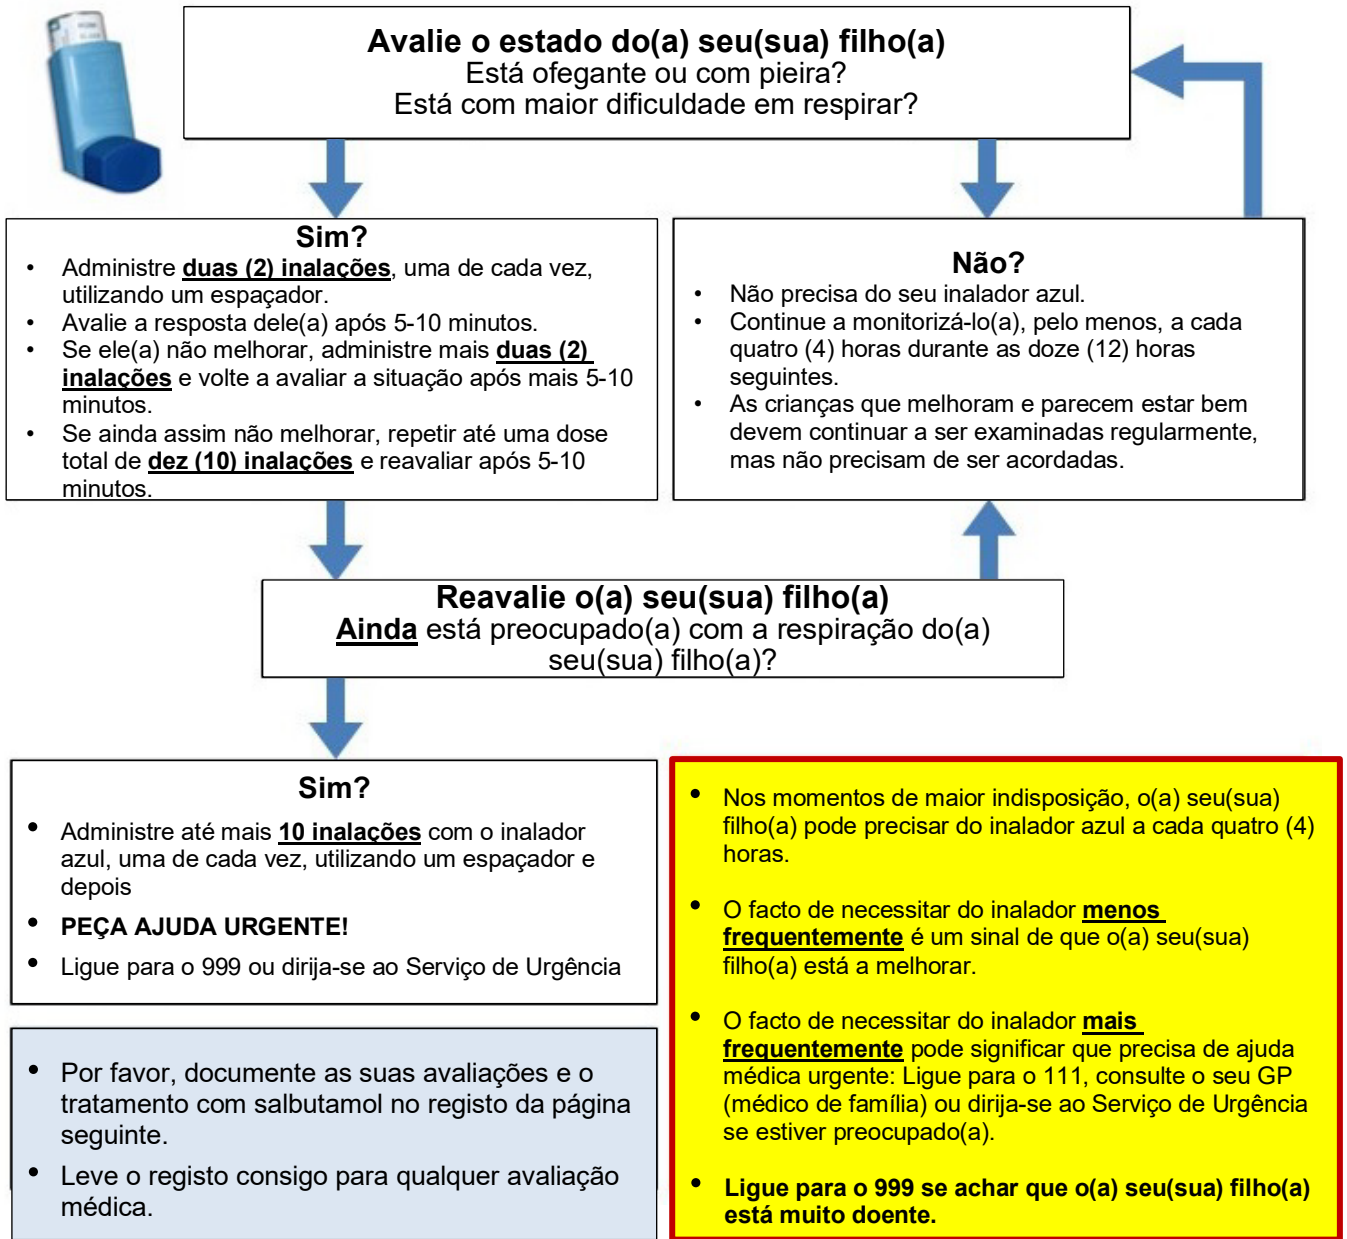 Avalie o estado do(a) seu(sua) filho(a)
Está ofegante ou com pieira?
Está com maior dificuldade em respirar?
Sim?
• Administre duas (2) inalações, uma de cada vez,
utilizando um espaçador.
• Avalie a resposta dele(a) após 5-10 minutos.
• Se ele(a) não melhorar, administre mais duas (2)
inalações e volte a avaliar a situação após mais 5-10
minutos.
• Se ainda assim não melhorar, repetir até uma dose
total de dez (10) inalações e reavaliar após 5-10
minutos.
Não?
• Não precisa do seu inalador azul.
• Continue a monitorizá-lo(a), pelo menos, a cada
quatro (4) horas durante as doze (12) horas
seguintes.
• As crianças que melhoram e parecem estar bem
devem continuar a ser examinadas regularmente,
mas não precisam de ser acordadas.
Reavalie o(a) seu(sua) filho(a)
Ainda está preocupado(a) com a respiração do(a)
seu(sua) filho(a)?
Sim?
• Administre até mais 10 inalações com o inalador
azul, uma de cada vez, utilizando um espaçador e
depois
• PEÇA AJUDA URGENTE!
• Ligue para o 999 ou dirija-se ao Serviço de Urgência
• Por favor, documente as suas avaliações e o
tratamento com salbutamol no registo da página
seguinte.
• Leve o registo consigo para qualquer avaliação
médica.
• Nos momentos de maior indisposição, o(a) seu(sua)
filho(a) pode precisar do inalador azul a cada quatro (4)
horas.
• O facto de necessitar do inalador menos
frequentemente é um sinal de que o(a) seu(sua)
filho(a) está a melhorar.
• O facto de necessitar do inalador mais
frequentemente pode significar que precisa de ajuda
médica urgente: Ligue para o 111, consulte o seu GP
(médico de família) ou dirija-se ao Serviço de Urgência
se estiver preocupado(a).
• Ligue para o 999 se achar que o(a) seu(sua) filho(a)
está muito doente.